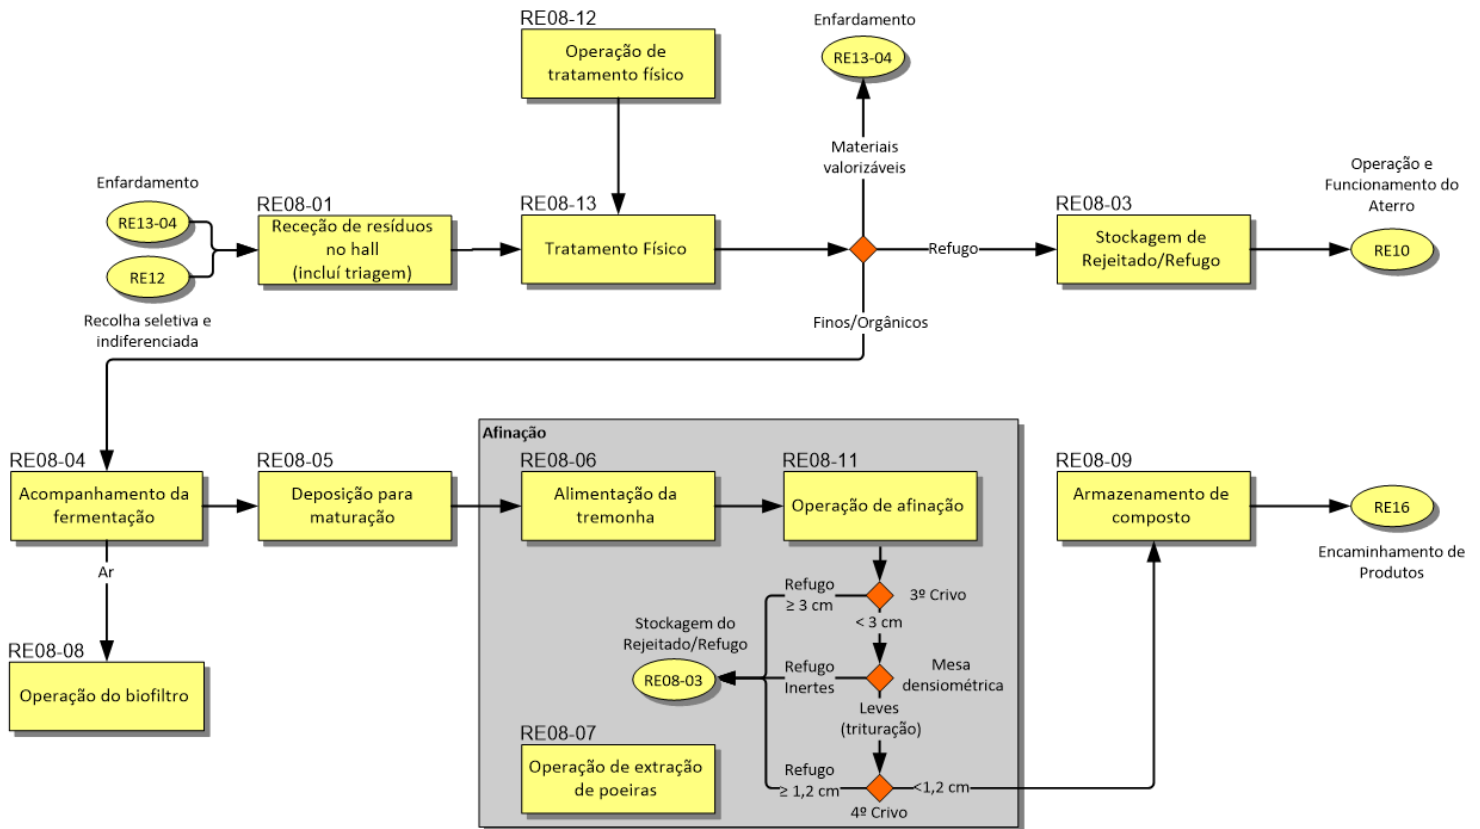 RE08-12
Operação de
tratamento físico
Enfardamento
RE13-04
Materiais
valorizáveis
Enfardamento
RE13-04
RE12
Recolha seletiva e
indiferenciada
RE08-01
Receção de resíduos
no hall
(incluí triagem)
RE08-13
Tratamento Físico
Refugo
RE08-03
Stockagem de
Rejeitado/Refugo
Operação e
Funcionamento do
Aterro
RE10
Finos/Orgânicos
RE08-04
Acompanhamento da
fermentação
RE08-05
Deposição para
maturação
Afinação
RE08-06
Alimentação da
tremonha
RE08-11
Operação de afinação
RE08-09
Armazenamento de
composto
RE16
Encaminhamento de
Produtos
Ar
RE08-08
Operação do biofiltro
Refugo
≥ 3 cm
3º Crivo
< 3 cm
Stockagem do
Rejeitado/Refugo
RE08-03
Refugo
Inertes
Mesa
densiométrica
Leves
(trituração)
RE08-07
Operação de extração
de poeiras
Refugo
≥ 1,2 cm
<1,2 cm
4º Crivo